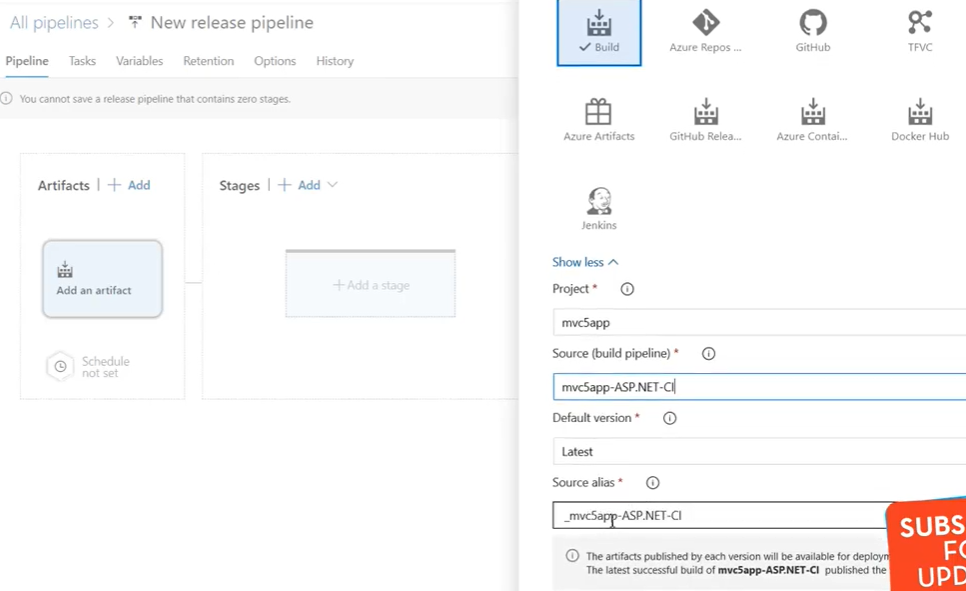 All pipelines > New release pipeline
Pipeline Tasks Variables Retention Options History
You cannot save a release pipeline that contains zero stages.
Artifacts | + Add
Stages | + Add
Add an artifact
+ Add a stage
Schedule
not set
Build
Azure Repos ...
GitHub
TFVC
Azure Artifacts
GitHub Relea...
Azure Contai...
Docker Hub
Jenkins
Show less
Project *
mvc5app
Source (build pipeline) *
mvc5app-ASP.NET-CI
Default version *
Latest
Source alias *
_mvc5app-ASP.NET-CI
The artifacts published by each version will be available for deploym
The latest successful build of mvc5app-ASP.NET-CI published the
SUBS
FO
UPD